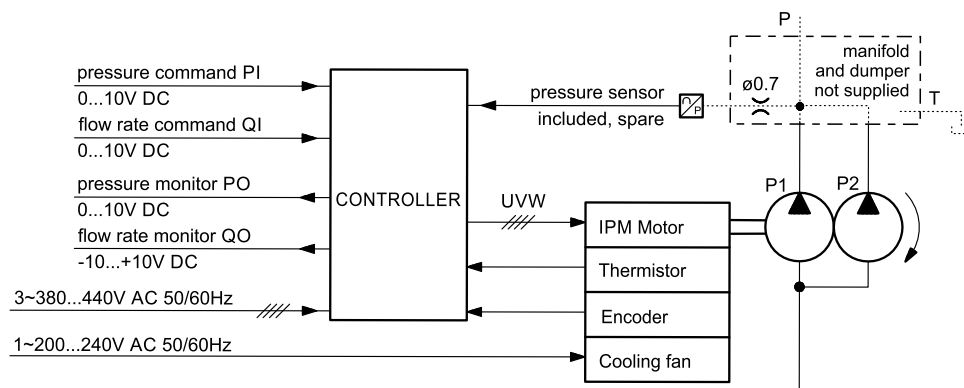 P
manifold
and dumper
not supplied
ø0.7
T
pressure command PI
0...10V DC
flow rate command QI
0...10V DC
pressure monitor PO
0...10V DC
flow rate monitor QO
-10...+10V DC
3~380...440V AC 50/60Hz
1~200...240V AC 50/60Hz
CONTROLLER
pressure sensor
included, spare
P
UVW
IPM Motor
Thermistor
Encoder
Cooling fan
P1
P2